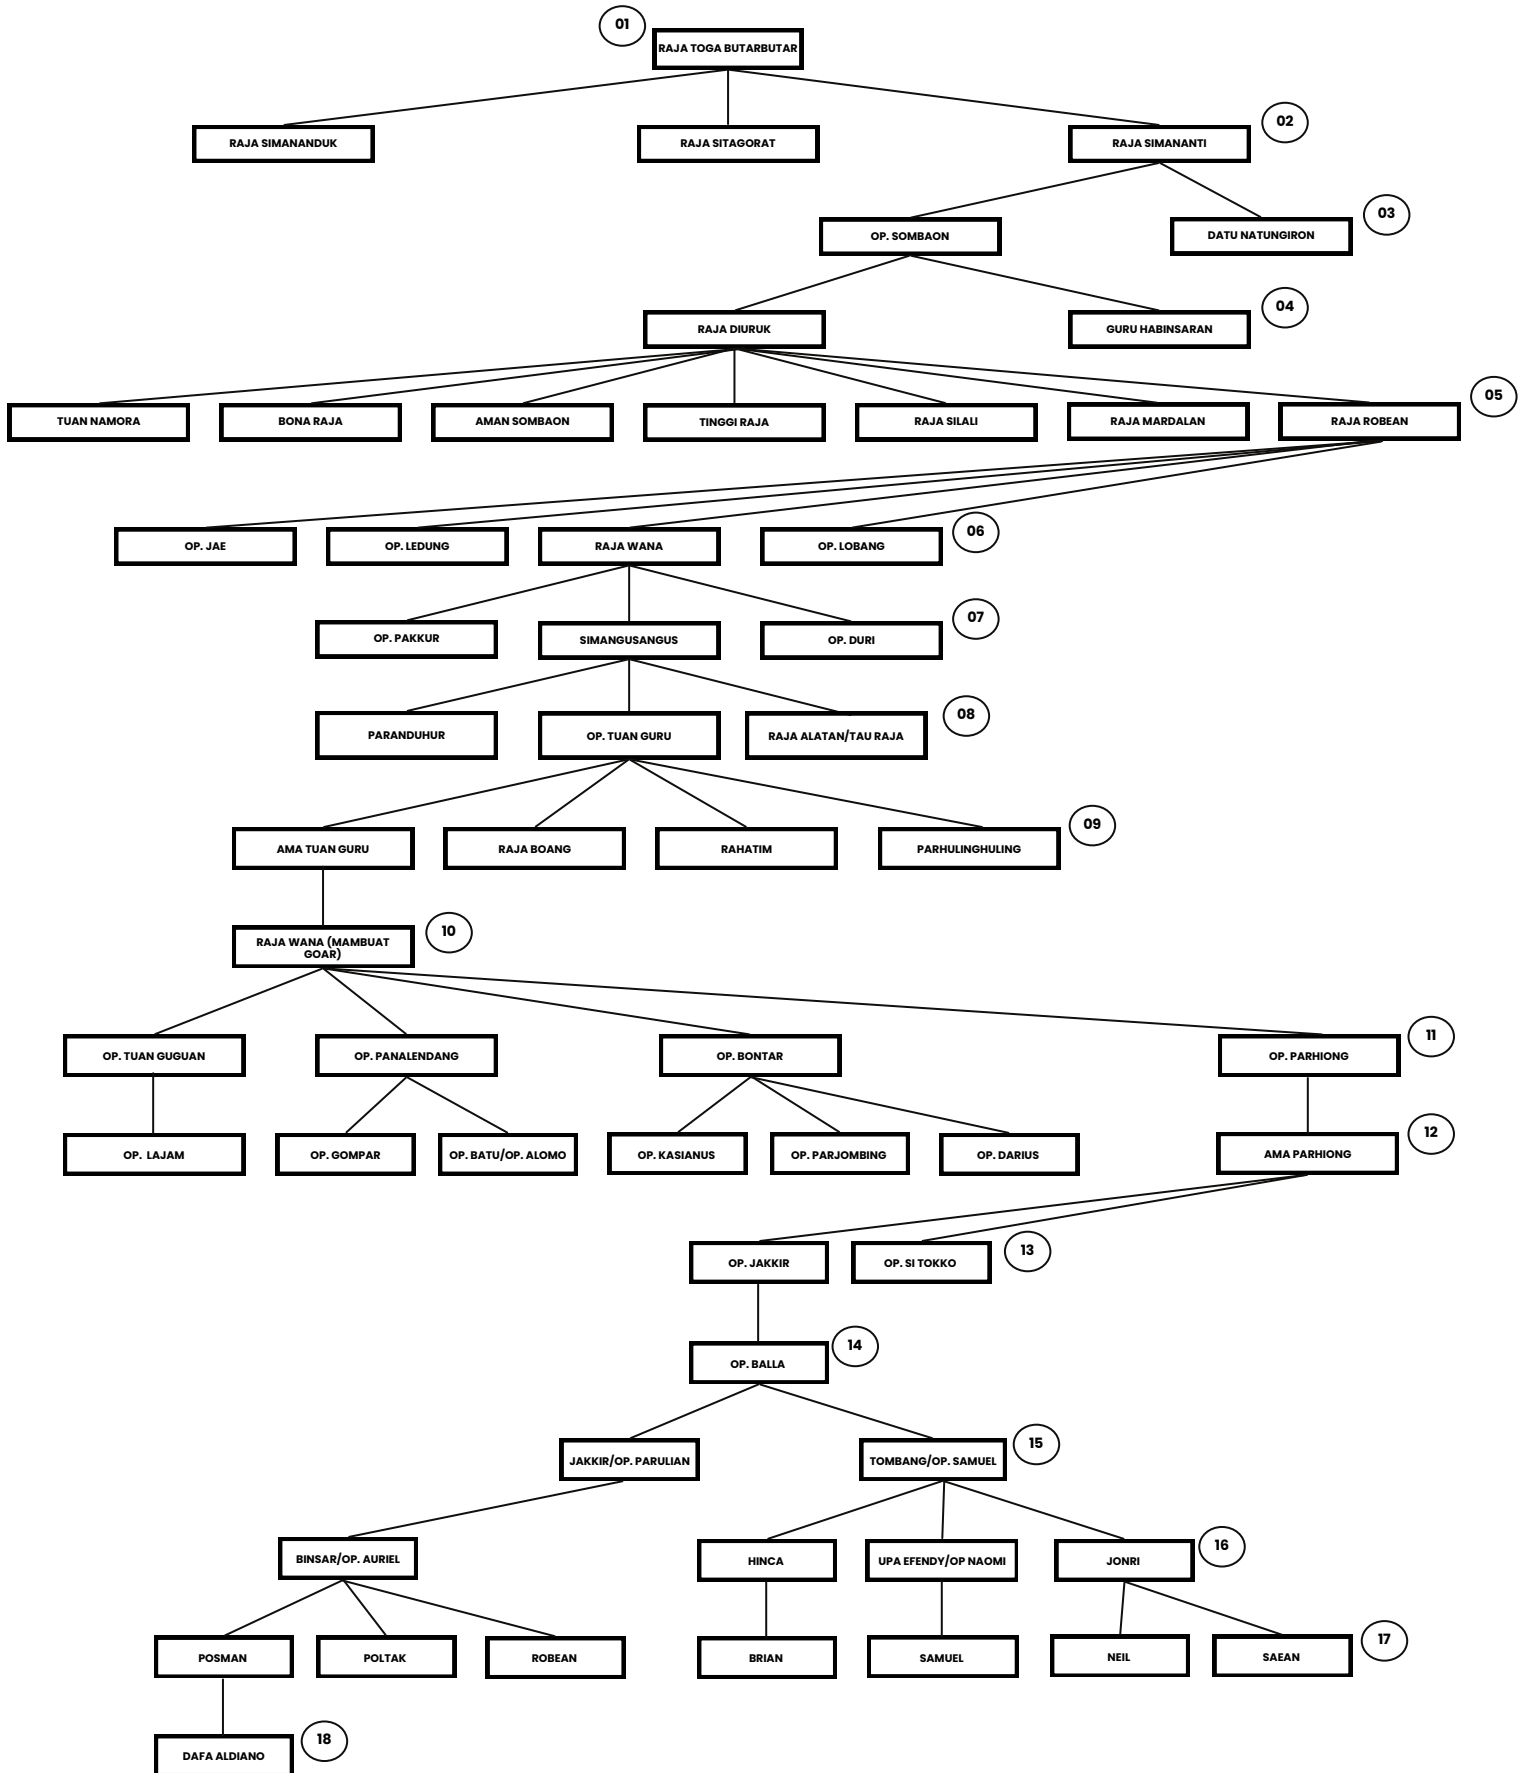 01
RAJA TOGA BUTARBUTAR
RAJA SIMANANDUK
RAJA SITAGORAT
RAJA SIMANANTI
02
OP. SOMBAON
DATU NATUNGIRON
03
RAJA DIURUK
GURU HABINSARAN
04
TUAN NAMORA
BONA RAJA
AMAN SOMBAON
TINGGI RAJA
RAJA SILALI
RAJA MARDALAN
RAJA ROBEAN
05
OP. JAE
OP. LEDUNG
RAJA WANA
OP. LOBANG
06
OP. PAKKUR
SIMANGUSANGUS
OP. DURI
07
PARANDUHUR
OP. TUAN GURU
RAJA ALATAN/TAU RAJA
08
AMA TUAN GURU
RAJA BOANG
RAHATIM
PARHULINGHULING
09
RAJA WANA (MAMBUAT
GOAR)
10
OP. TUAN GUGUAN
OP. PANALENDANG
OP. BONTAR
OP. PARHIONG
11
OP. LAJAM
OP. GOMPAR
OP. BATU/OP. ALOMO
OP. KASIANUS
OP. PARJOMBING
OP. DARIUS
AMA PARHIONG
12
OP. JAKKIR
OP. SI TOKKO
13
OP. BALLA
14
JAKKIR/OP. PARULIAN
TOMBANG/OP. SAMUEL
15
BINSAR/OP. AURIEL
HINCA
UPA EFENDY/OP NAOMI
JONRI
16
POSMAN
POLTAK
ROBEAN
BRIAN
SAMUEL
NEIL
SAEAN
17
DAFA ALDIANO
18